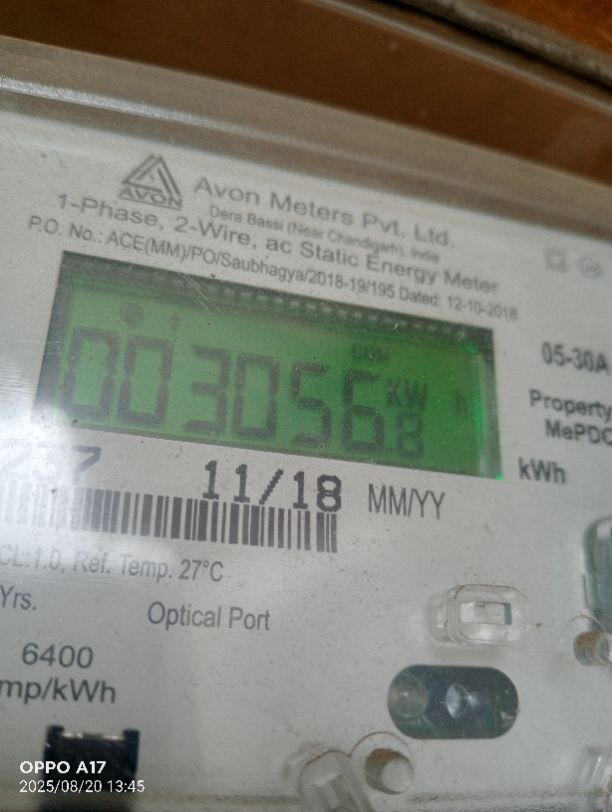 AVON
Avon Meters Pvt. Ltd.
Dera Bassi (Near Chandigarh), India
1-Phase, 2-Wire, ac Static Energy Meter
P.O. No.: ACE(MM)/PO/Saubhagya/2018-19/195 Dated: 12-10-2018
CUM
003056.8 KW h
05-30A
Property
MePDC
kWh
237
11/18 MM/YY
CL:1.0, Ref. Temp. 27°C
Yrs.
Optical Port
6400
mp/kWh
OPPO A17
2025/08/20 13:45